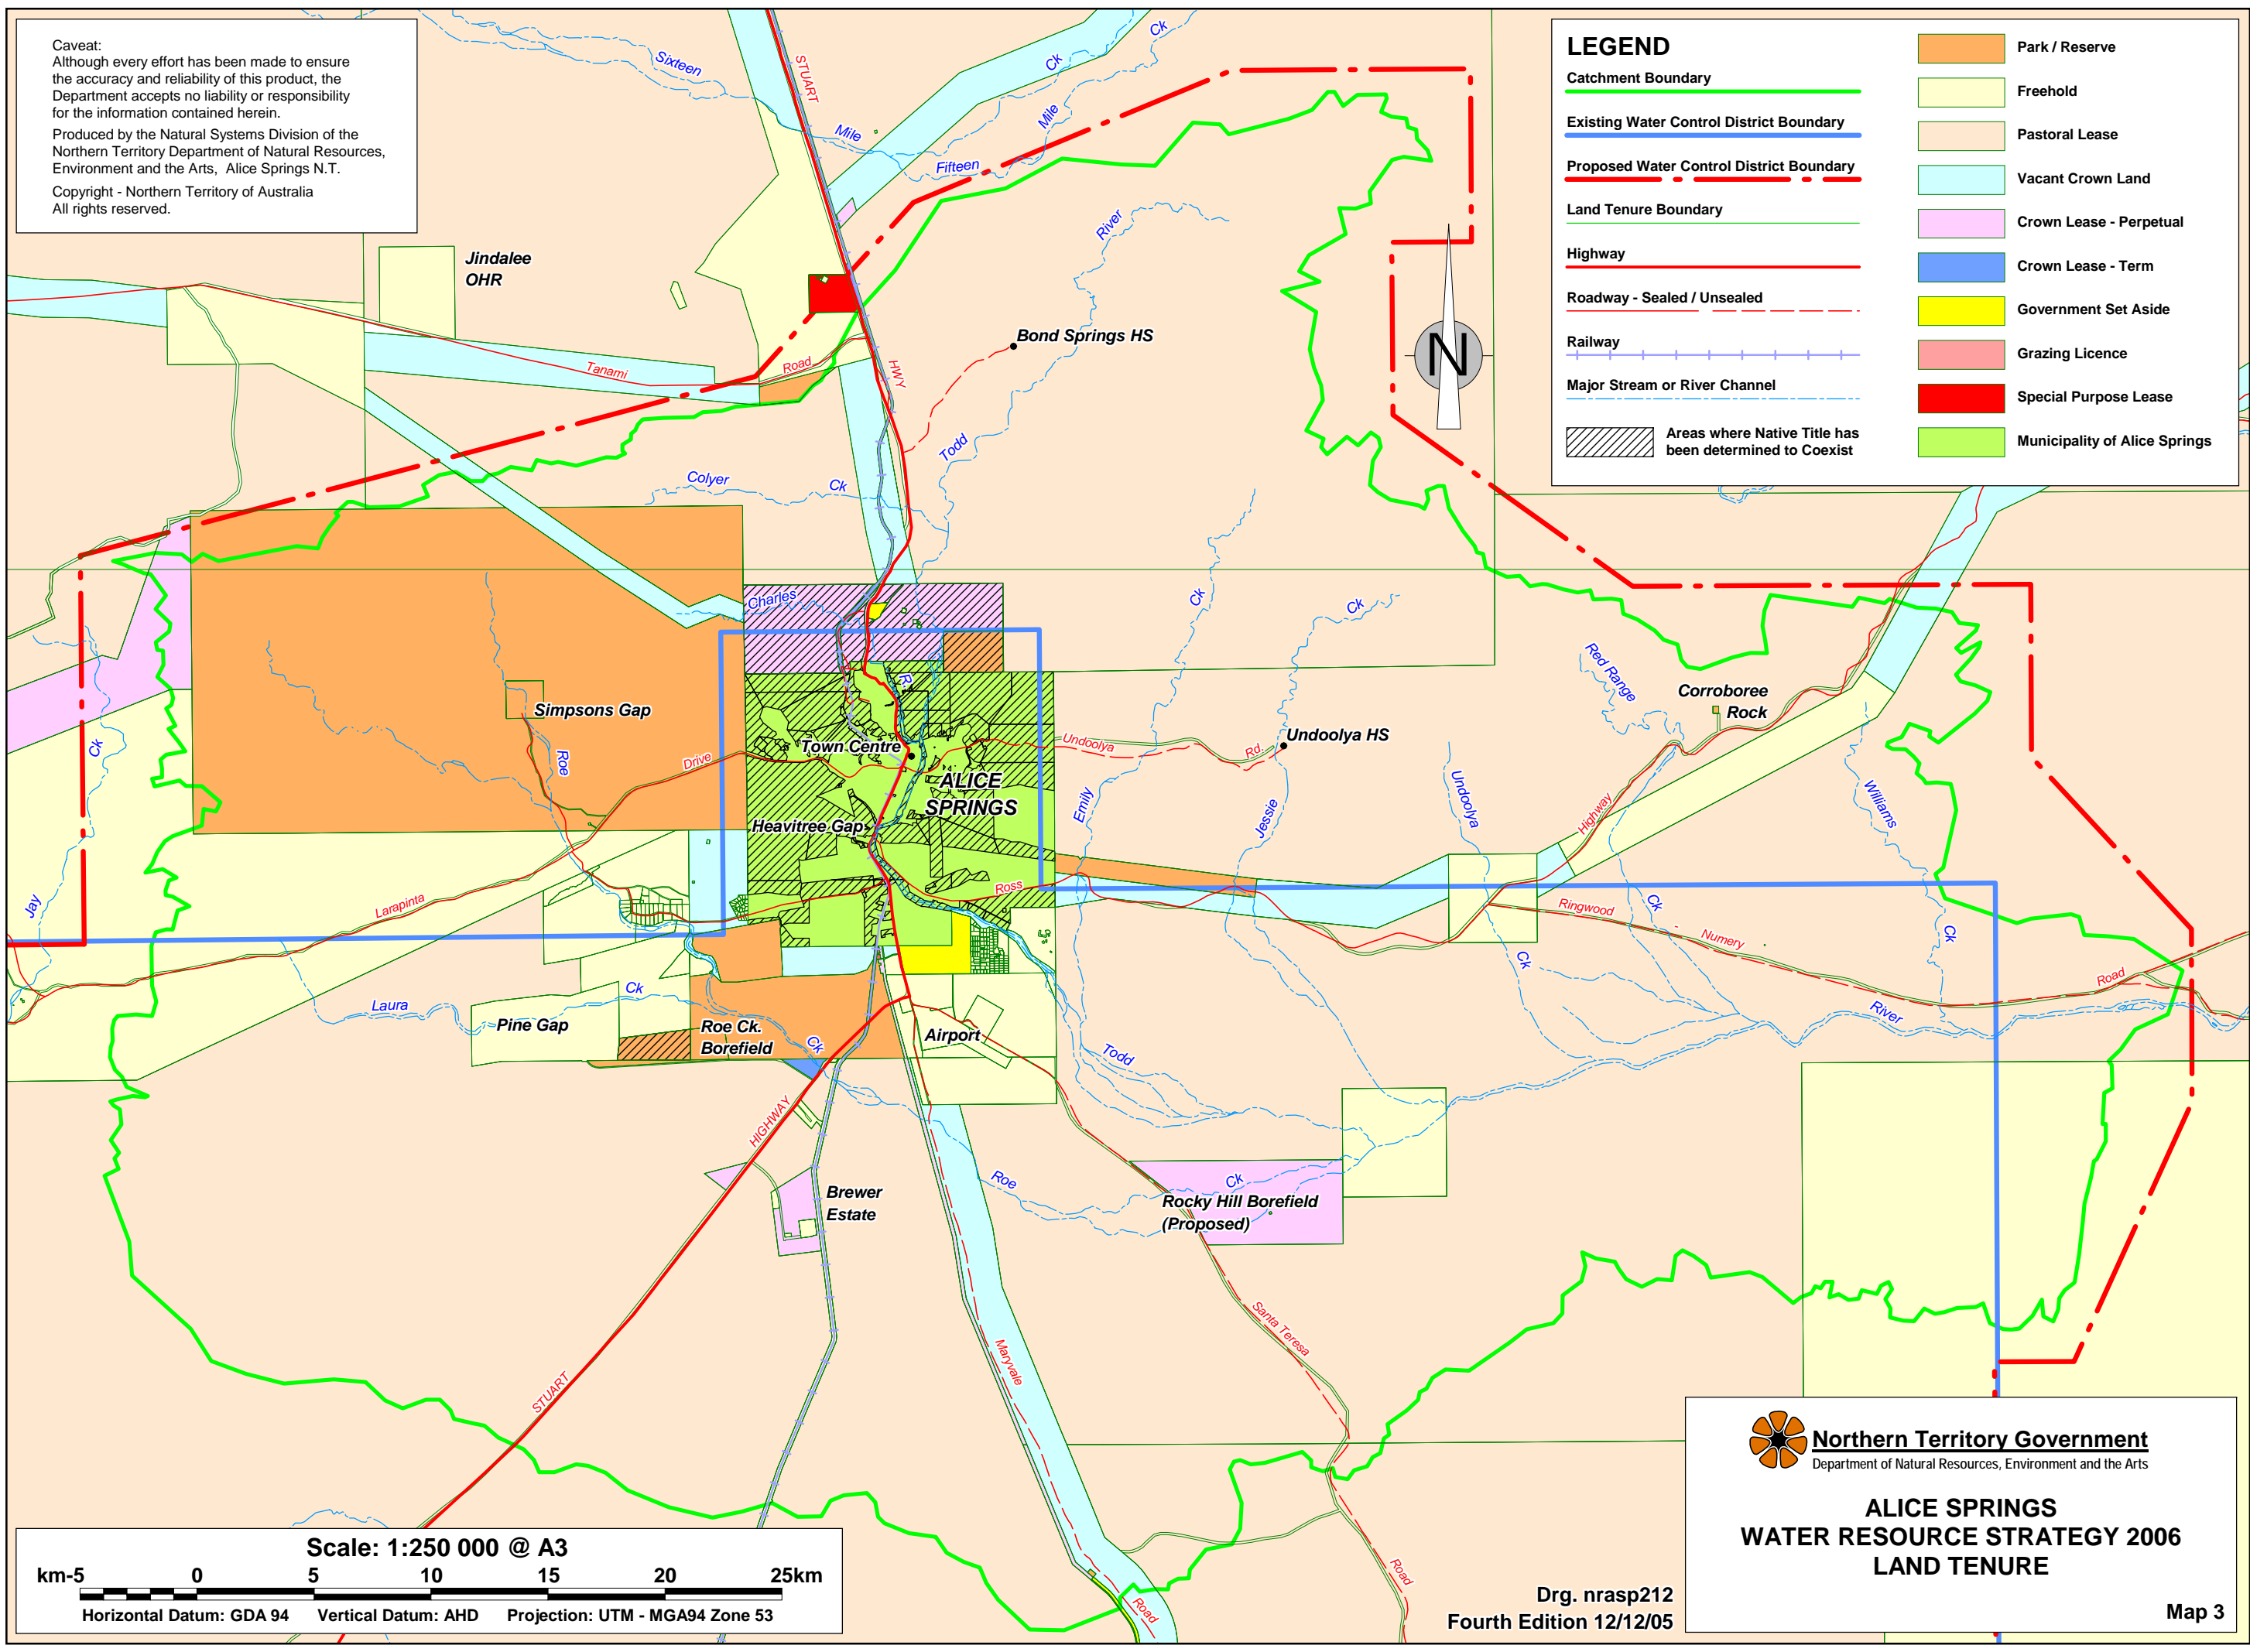 Caveat:
Although every effort has been made to ensure
the accuracy and reliability of this product, the
Department accepts no liability or responsibility
for the information contained herein.
Produced by the Natural Systems Division of the
Northern Territory Department of Natural Resources,
Environment and the Arts, Alice Springs N.T.
Copyright - Northern Territory of Australia
All rights reserved.
LEGEND
Catchment Boundary
Existing Water Control District Boundary
Proposed Water Control District Boundary
Land Tenure Boundary
Highway
Roadway - Sealed / Unsealed
Railway
Major Stream or River Channel
Areas where Native Title has
been determined to Coexist
Park / Reserve
Freehold
Pastoral Lease
Vacant Crown Land
Crown Lease - Perpetual
Crown Lease - Term
Government Set Aside
Grazing Licence
Special Purpose Lease
Municipality of Alice Springs
N
Sixteen
Mile
Ck
STUART
HWY
Fifteen
Mile
Ck
River
Todd
Jindalee
OHR
Bond Springs HS
Tanami
Road
Colyer
Ck
Charles
R.
Ck
Ck
Red Range
Corroboree
Rock
Simpsons Gap
Roe
Drive
Town Centre
ALICE
SPRINGS
Heavitree Gap
Undoolya
Rd.
Undoolya HS
Emily
Jessie
Undoolya
Highway
Williams
Ck
Jay
Larapinta
Ross
Ringwood
Numery
Road
Ck
Ck
Ck
River
Laura
Ck
Pine Gap
Roe Ck.
Borefield
Ck
Airport
Todd
HIGHWAY
Brewer
Estate
Roe
Ck
Rocky Hill Borefield
(Proposed)
Santa Teresa
Road
Maryvale
Road
STUART
Scale: 1:250 000 @ A3
km-5 0 5 10 15 20 25km
Horizontal Datum: GDA 94 Vertical Datum: AHD Projection: UTM - MGA94 Zone 53
Drg. nrasp212
Fourth Edition 12/12/05
Northern Territory Government
Department of Natural Resources, Environment and the Arts
ALICE SPRINGS
WATER RESOURCE STRATEGY 2006
LAND TENURE
Map 3